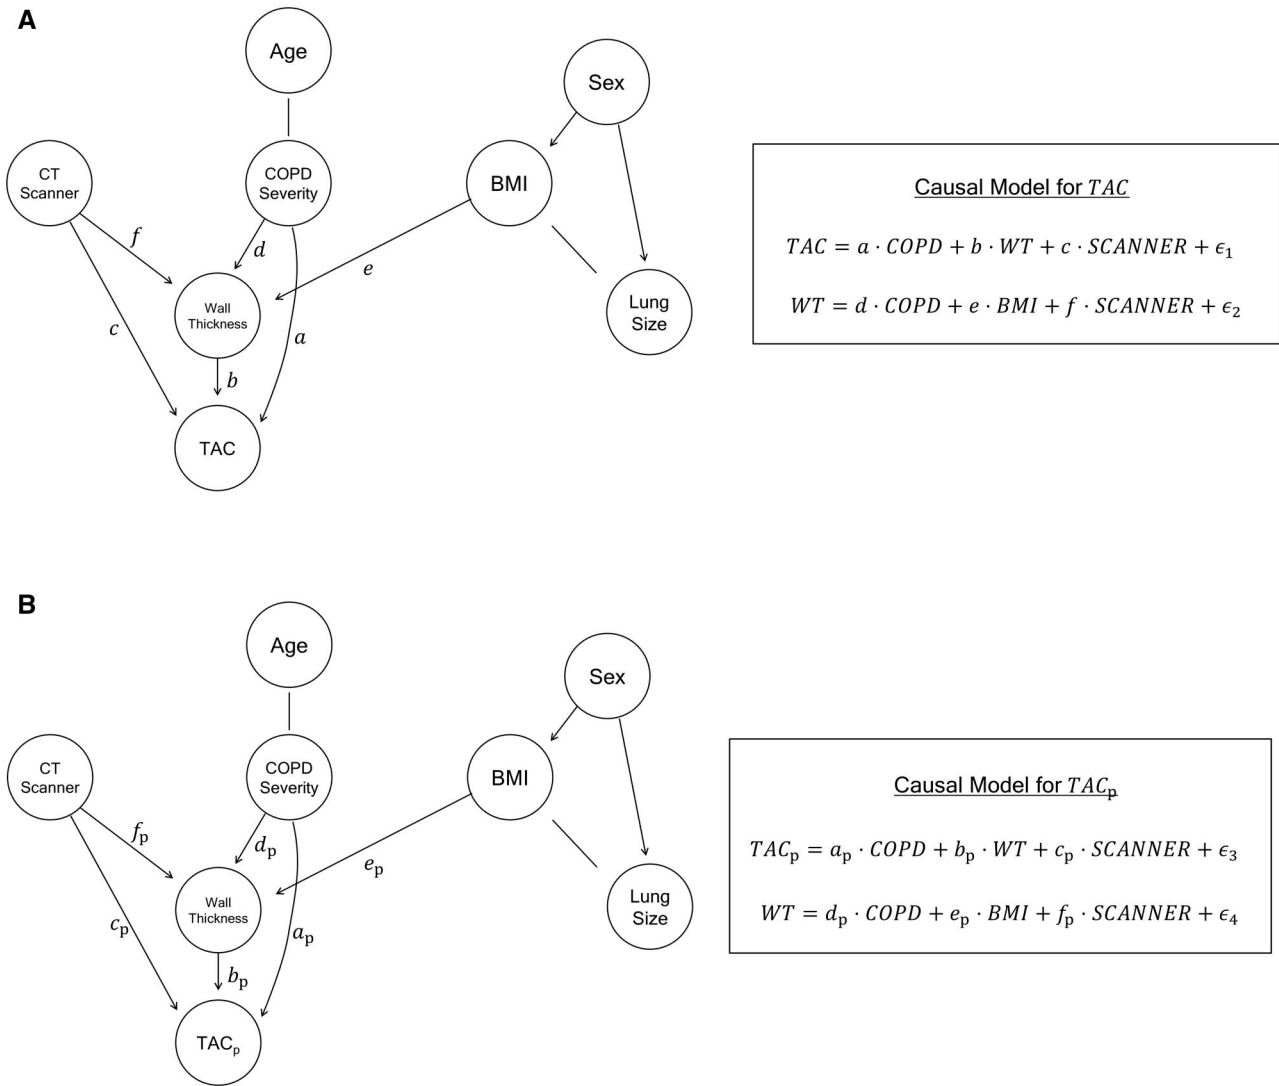 A
Age
Sex
CT
Scanner
COPD
Severity
BMI
f
d
e
Wall
Thickness
Lung
Size
c
a
b
TAC
Causal Model for TAC
TAC = a · COPD + b · WT + c · SCANNER + ϵ₁
WT = d · COPD + e · BMI + f · SCANNER + ϵ₂
B
Age
Sex
CT
Scanner
COPD
Severity
BMI
fₚ
dₚ
eₚ
Wall
Thickness
Lung
Size
cₚ
aₚ
bₚ
TACₚ
Causal Model for TACₚ
TACₚ = aₚ · COPD + bₚ · WT + cₚ · SCANNER + ϵ₃
WT = dₚ · COPD + eₚ · BMI + fₚ · SCANNER + ϵ₄